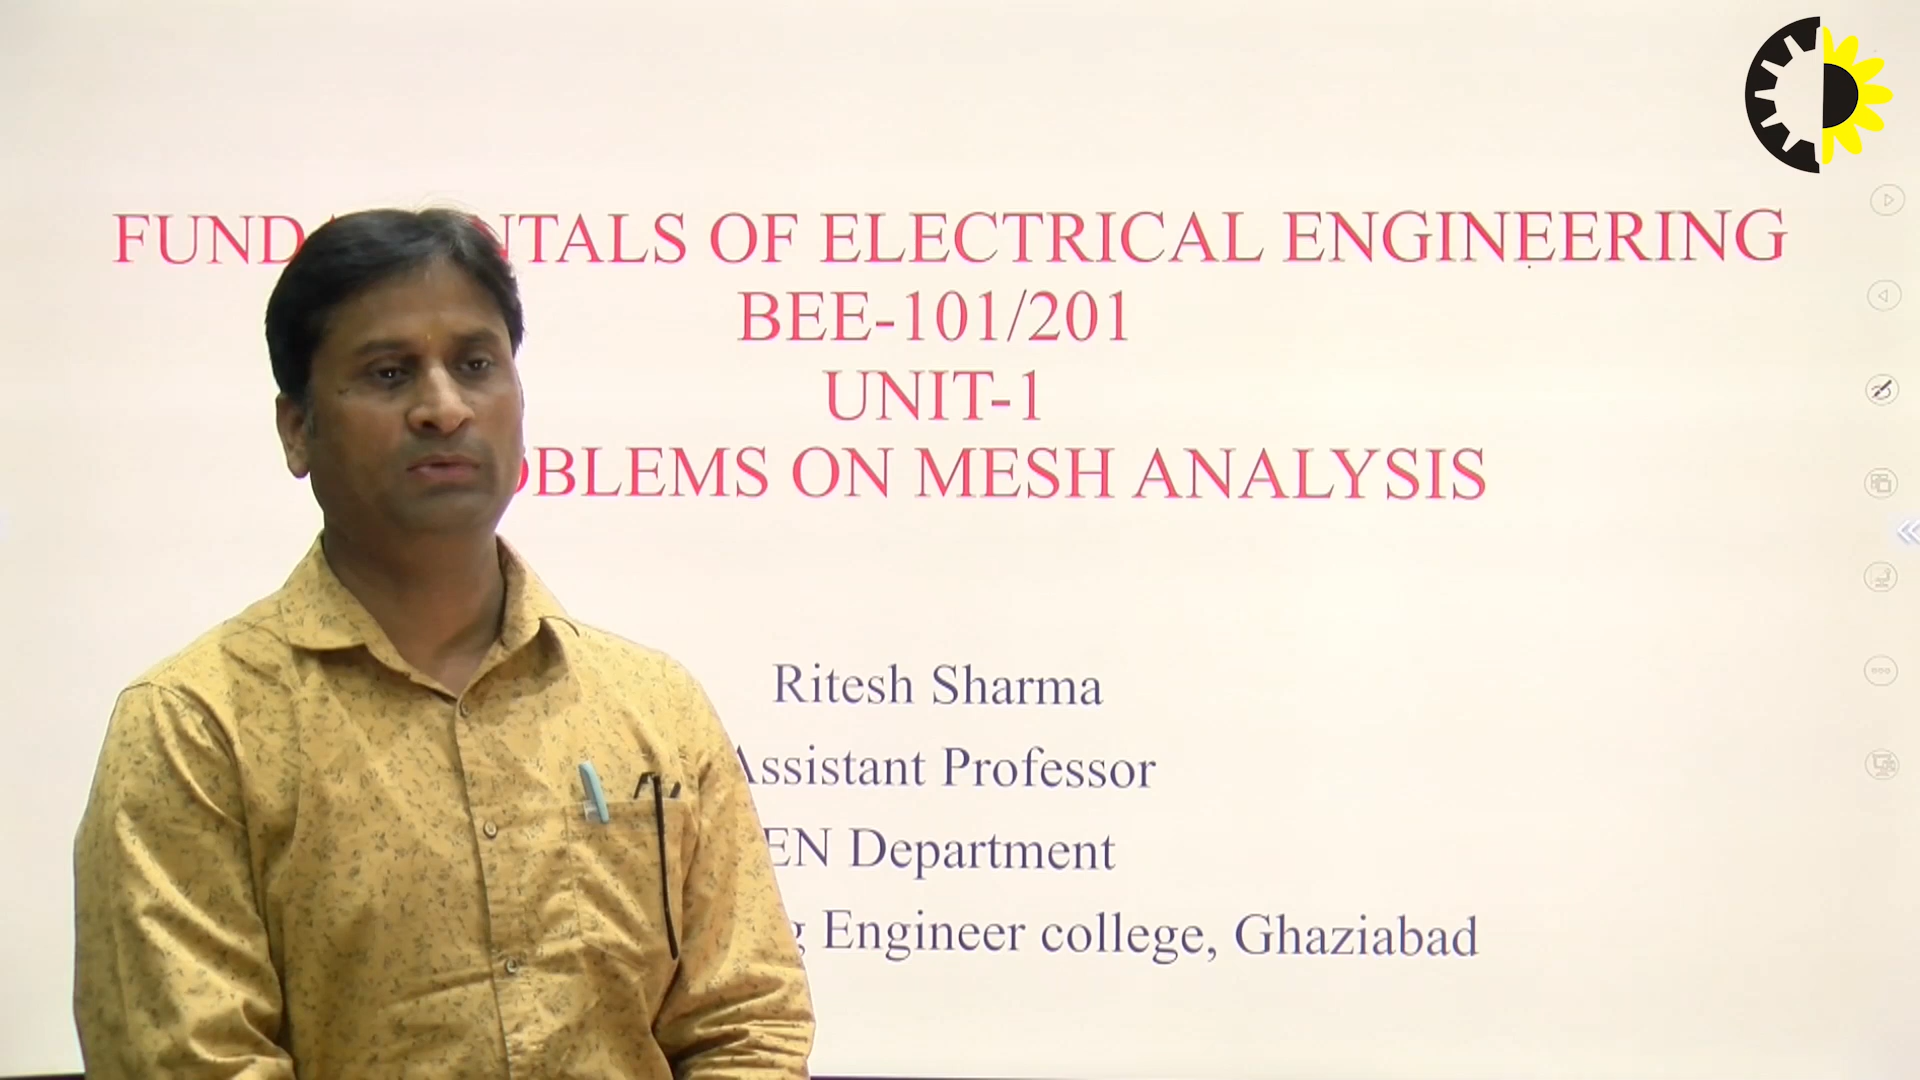 FUND NTALS OF ELECTRICAL ENGINEERING
BEE-101/201
UNIT-1
OBLEMS ON MESH ANALYSIS
Ritesh Sharma
Assistant Professor
EN Department
g Engineer college, Ghaziabad